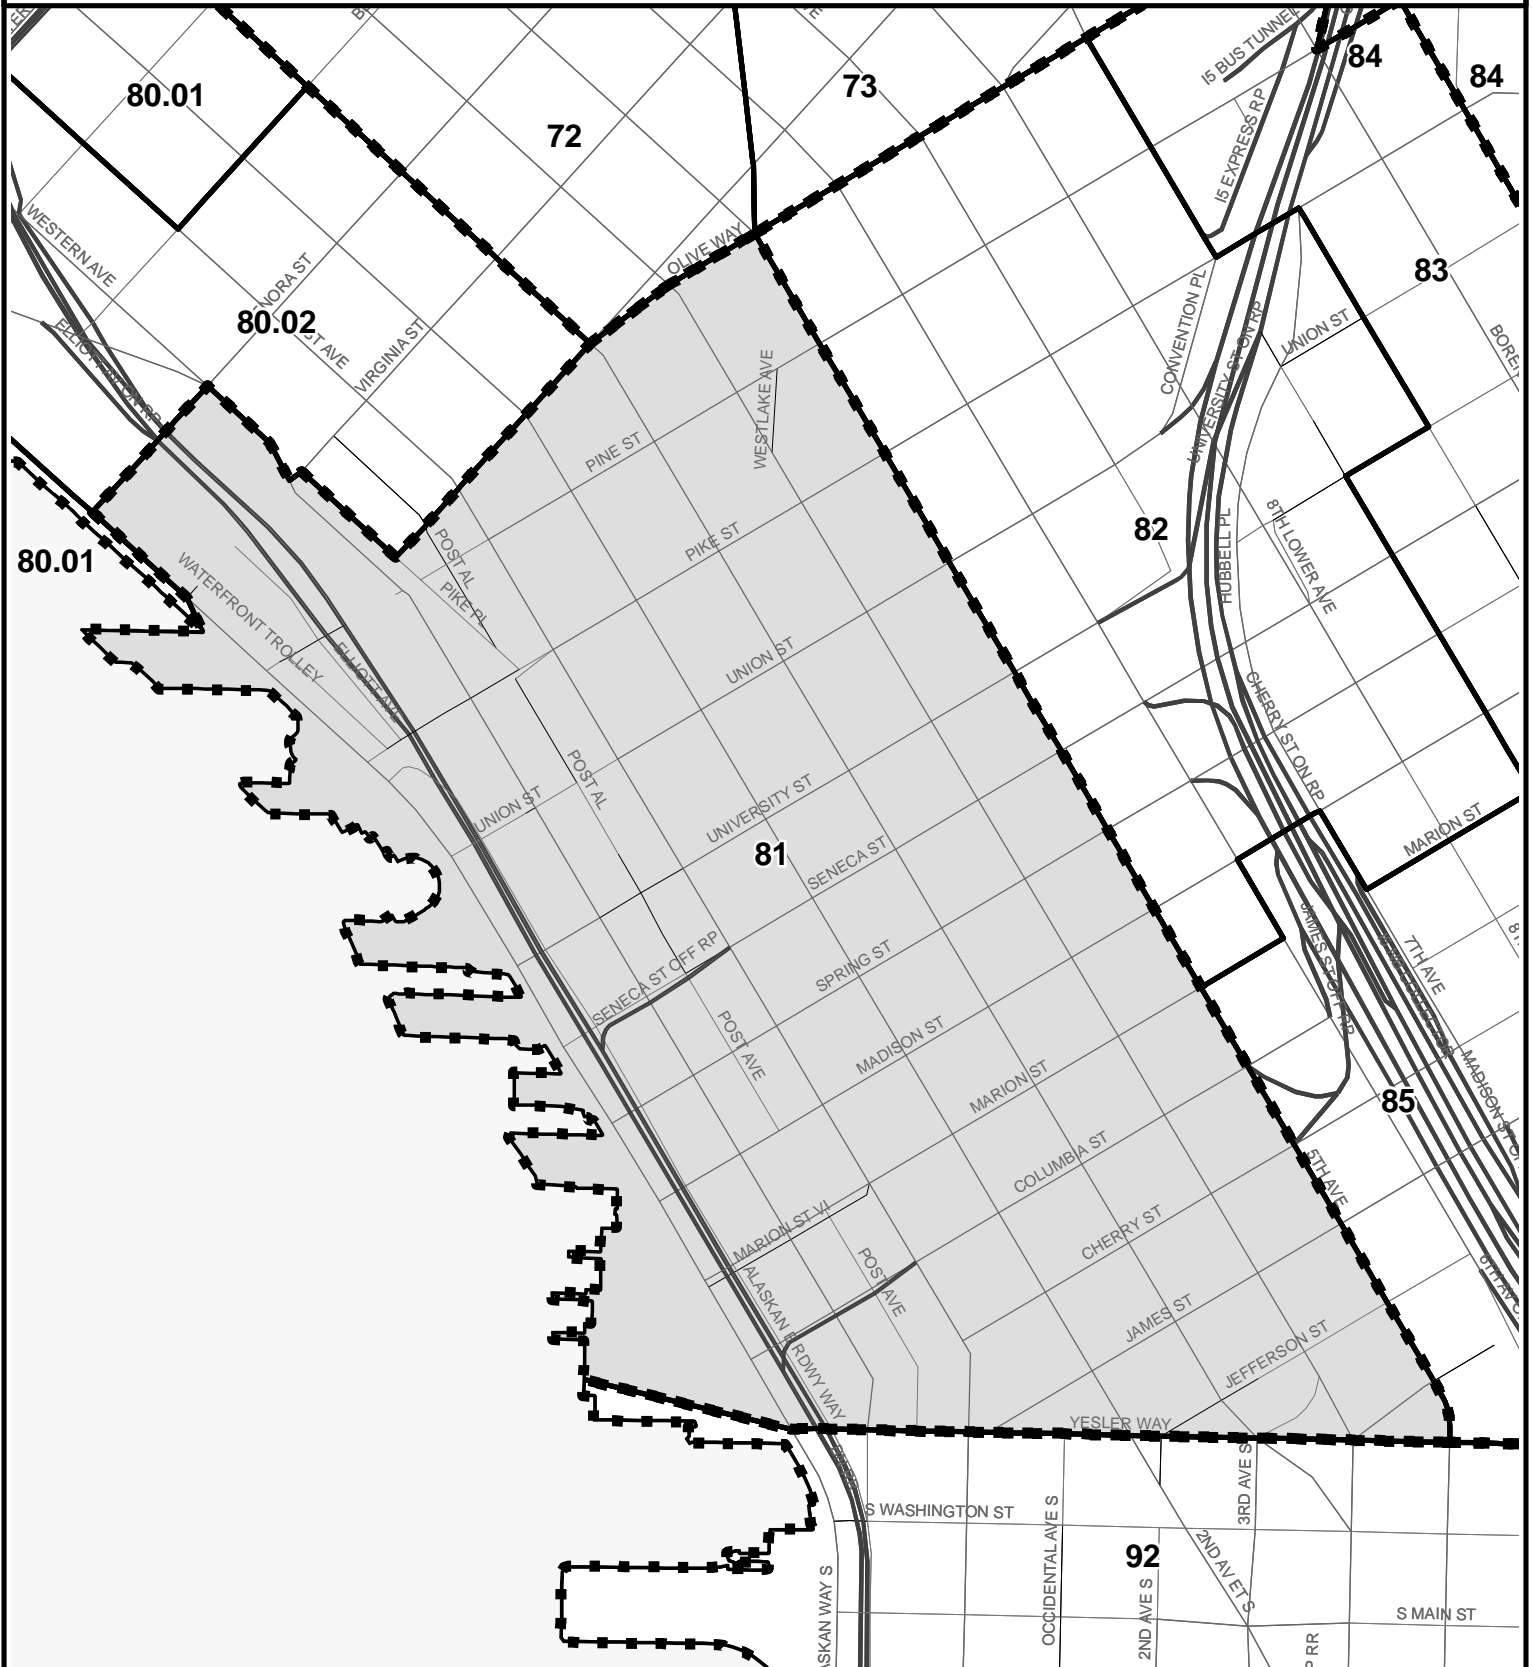 I5 BUS TUNNEL
84
84
73
80.01
72
I5 EXPRESS RP
WESTERN AVE
OLIVE WAY
83
80.02
VIRGINIA ST
CONVENTION PL
UNIVERSITY ST ON RP
UNION ST
WESTLAKE AVE
PINE ST
82
PIKE ST
HUBBELL PL
8TH LOWER AVE
80.01
POST AL
PIKE PL
WATERFRONT TROLLEY
ELLIOTT AVE
UNION ST
CHERRY ST ON RP
POST AL
UNION ST
UNIVERSITY ST
81
SENECA ST
MARION ST
SENECA ST OFF RP
SPRING ST
JAMES ST OFF RP
7TH AVE
POST AVE
MADISON ST
MARION ST
85
COLUMBIA ST
5TH AVE
MARION ST VI
CHERRY ST
POST AVE
JAMES ST
JEFFERSON ST
YESLER WAY
S WASHINGTON ST
3RD AVE S
OCCIDENTAL AVE S
92
2ND AV ET S
2ND AVE S
S MAIN ST